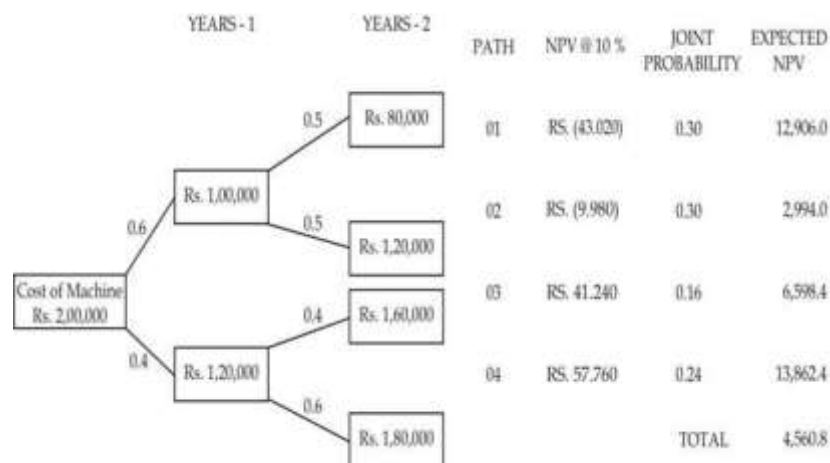 YEARS - 1 YEARS - 2
PATH NPV @ 10 % JOINT PROBABILITY EXPECTED NPV
0.5 Rs. 80,000 01 RS. (43.020) 0.30 12,906.0
Rs. 1,00,000
0.6 0.5 02 RS. (9.980) 0.30 2,994.0
Rs. 1,20,000
Cost of Machine
Rs. 2,00,000
0.4 Rs. 1,60,000 03 RS. 41.240 0.16 6,598.4
0.4 Rs. 1,20,000 04 RS. 57.760 0.24 13,862.4
0.6
Rs. 1,80,000 TOTAL 4,560.8